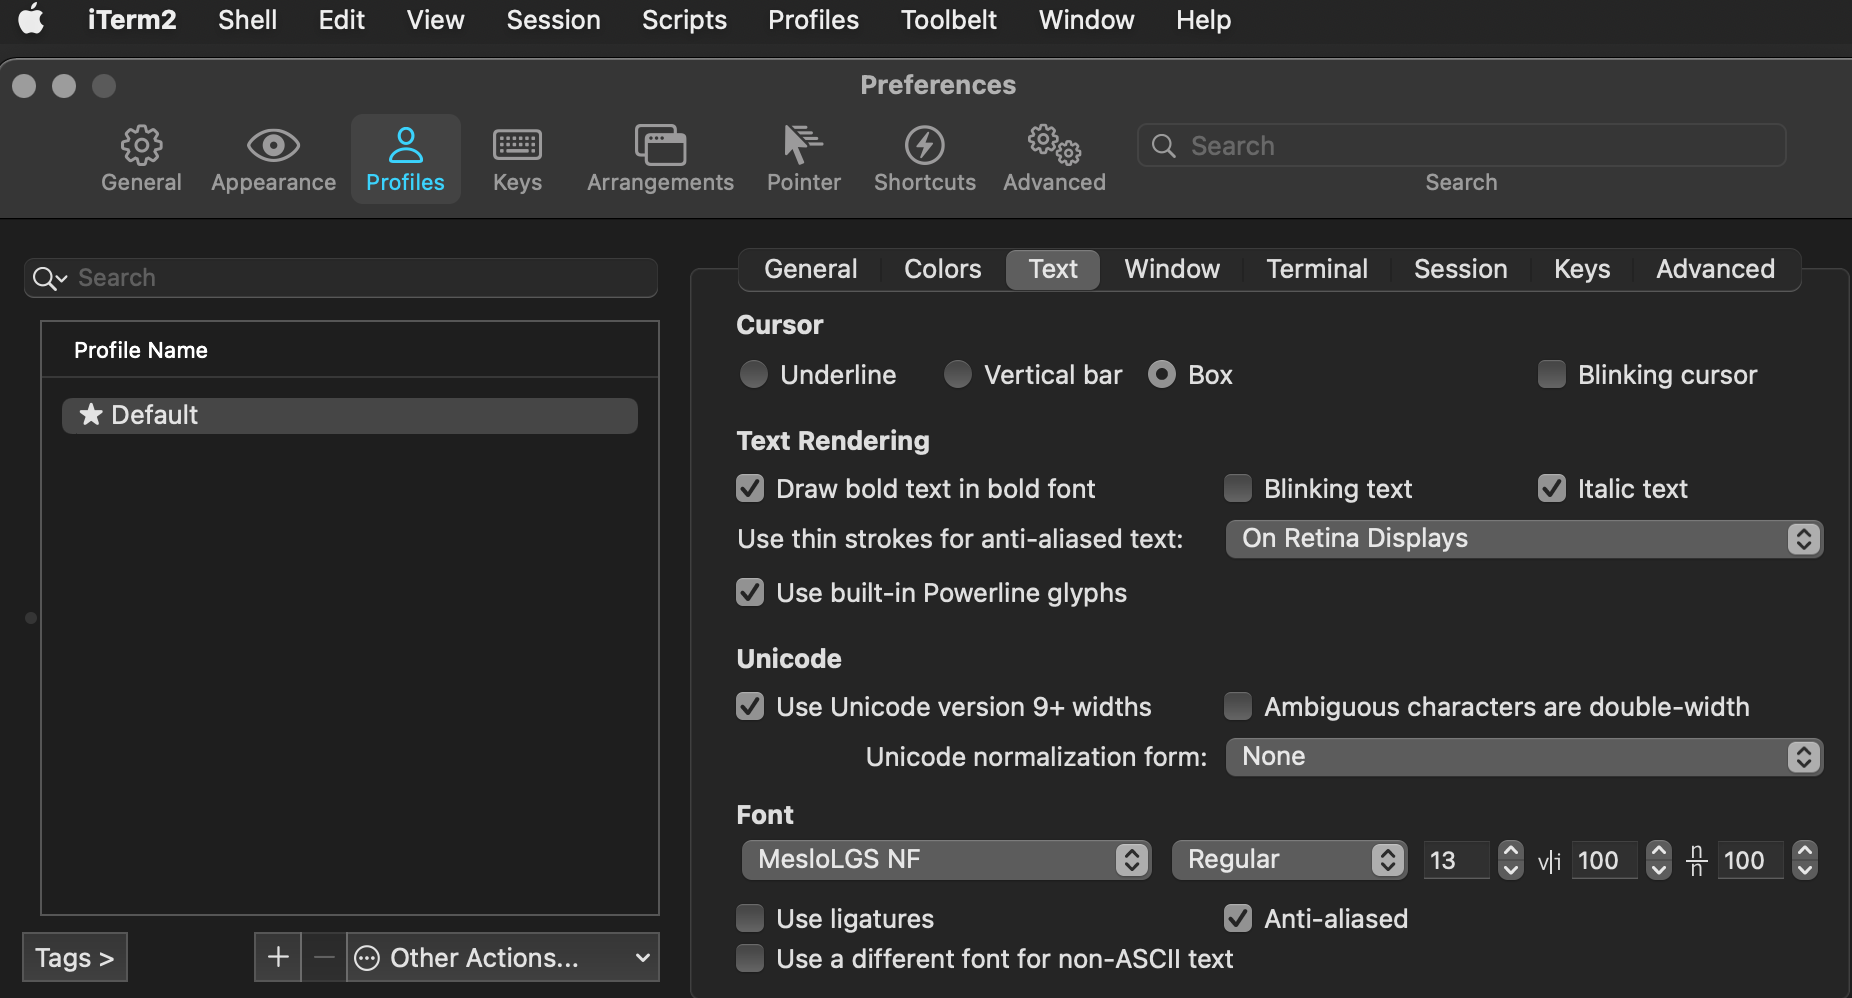 iTerm2 Shell Edit View Session Scripts Profiles Toolbelt Window Help
Preferences
General Appearance Profiles Keys Arrangements Pointer Shortcuts Advanced Search
Search
Search
Profile Name
★ Default
Tags >
+ − Other Actions...
General Colors Text Window Terminal Session Keys Advanced
Cursor
Underline Vertical bar Box Blinking cursor
Text Rendering
Draw bold text in bold font Blinking text Italic text
Use thin strokes for anti-aliased text: On Retina Displays
Use built-in Powerline glyphs
Unicode
Use Unicode version 9+ widths Ambiguous characters are double-width
Unicode normalization form: None
Font
MesloLGS NF Regular 13 v|i 100 n/n 100
Use ligatures Anti-aliased
Use a different font for non-ASCII text